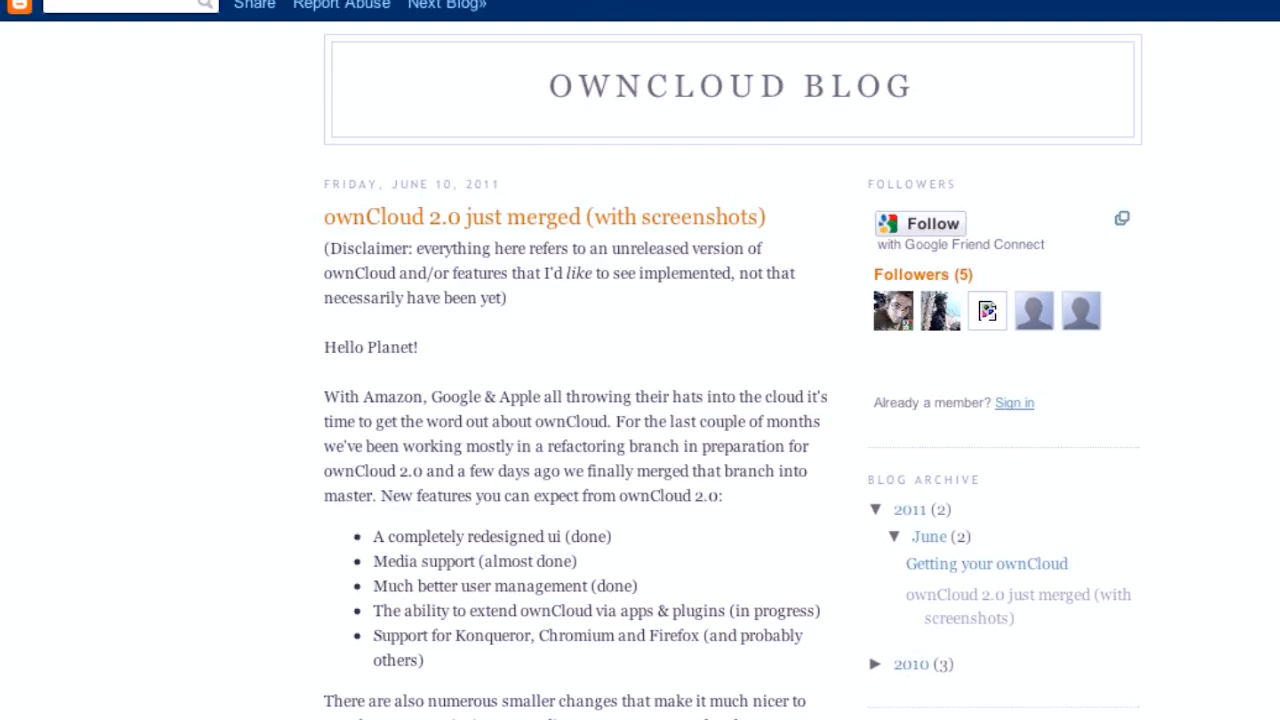 Share Report Abuse Next Blog»
OWNCLOUD BLOG
FRIDAY, JUNE 10, 2011
ownCloud 2.0 just merged (with screenshots)
(Disclaimer: everything here refers to an unreleased version of
ownCloud and/or features that I'd like to see implemented, not that
necessarily have been yet)
Hello Planet!
With Amazon, Google & Apple all throwing their hats into the cloud it's
time to get the word out about ownCloud. For the last couple of months
we've been working mostly in a refactoring branch in preparation for
ownCloud 2.0 and a few days ago we finally merged that branch into
master. New features you can expect from ownCloud 2.0:
• A completely redesigned ui (done)
• Media support (almost done)
• Much better user management (done)
• The ability to extend ownCloud via apps & plugins (in progress)
• Support for Konqueror, Chromium and Firefox (and probably
others)
There are also numerous smaller changes that make it much nicer to
FOLLOWERS
Follow
with Google Friend Connect
Followers (5)
Already a member? Sign in
BLOG ARCHIVE
▼ 2011 (2)
▼ June (2)
Getting your ownCloud
ownCloud 2.0 just merged (with
screenshots)
► 2010 (3)